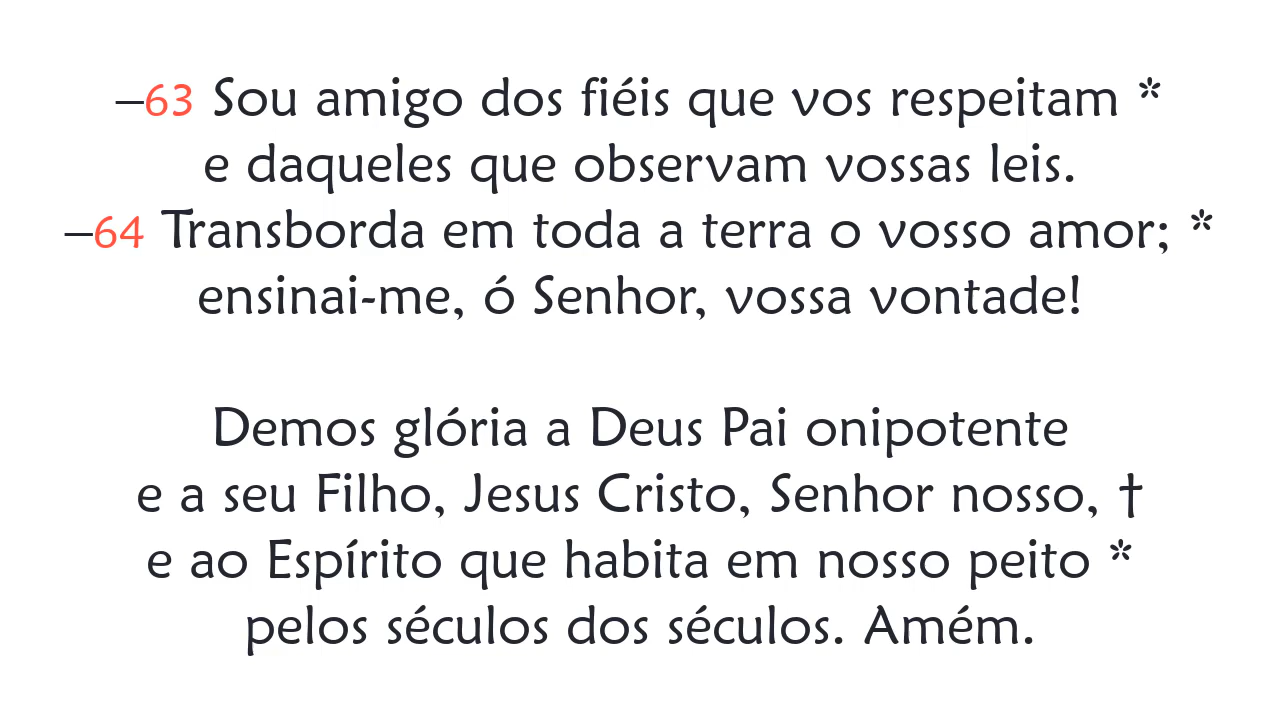 –63 Sou amigo dos fiéis que vos respeitam *
e daqueles que observam vossas leis.
–64 Transborda em toda a terra o vosso amor; *
ensinai-me, ó Senhor, vossa vontade!
Demos glória a Deus Pai onipotente
e a seu Filho, Jesus Cristo, Senhor nosso, †
e ao Espírito que habita em nosso peito *
pelos séculos dos séculos. Amém.